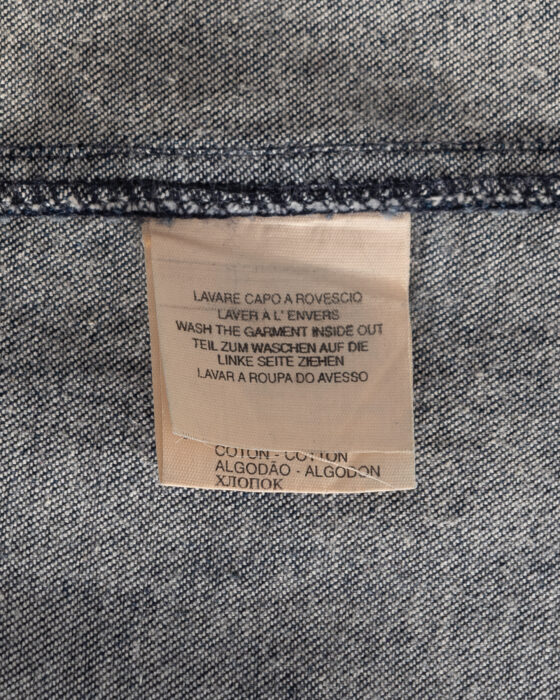 LAVARE CAPO A ROVESCIO
LAVER A L' ENVERS
WASH THE GARMENT INSIDE OUT
TEIL ZUM WASCHEN AUF DIE
LINKE SEITE ZIEHEN
LAVAR A ROUPA DO AVESSO
COTON - COTTON
ALGODÃO - ALGODON
ХЛОПОК